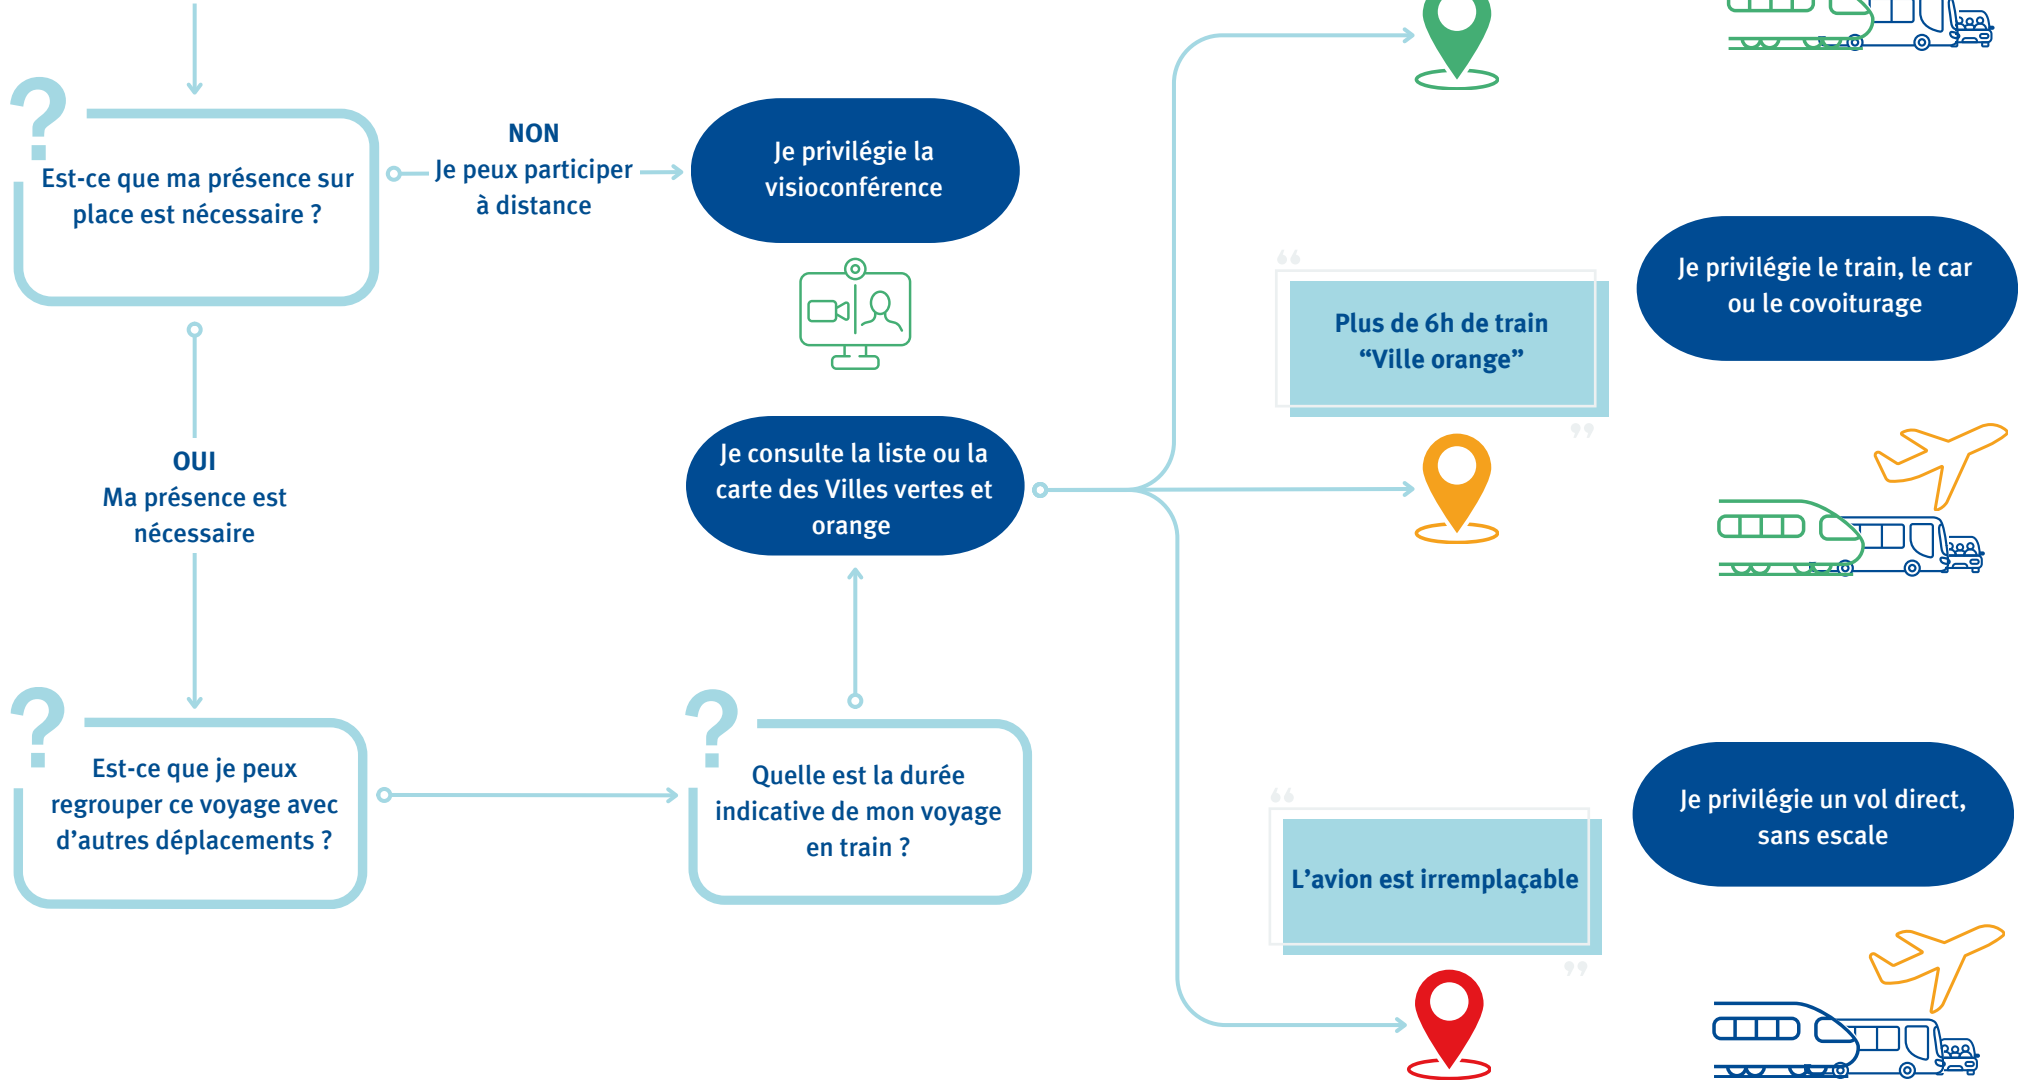 Est-ce que ma présence sur
place est nécessaire ?
NON
Je peux participer
à distance
Je privilégie la
visioconférence
OUI
Ma présence est
nécessaire
Est-ce que je peux
regrouper ce voyage avec
d’autres déplacements ?
Quelle est la durée
indicative de mon voyage
en train ?
Je consulte la liste ou la
carte des Villes vertes et
orange
Plus de 6h de train
“Ville orange”
Je privilégie le train, le car
ou le covoiturage
L’avion est irremplaçable
Je privilégie un vol direct,
sans escale